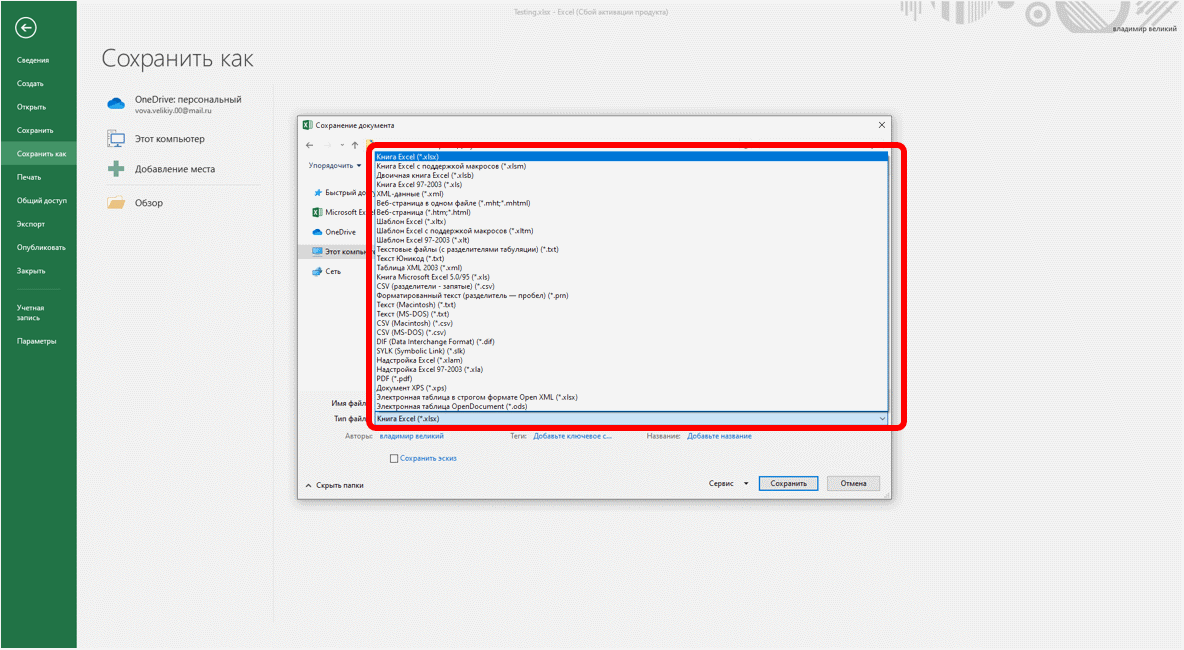 Testing.xlsx - Excel (Сбой активации продукта)
владимир великий
Сведения
Создать
Открыть
Сохранить
Сохранить как
Печать
Общий доступ
Экспорт
Опубликовать
Закрыть
Учетная
запись
Параметры
Сохранить как
OneDrive: персональный
vova.velikiy.00@mail.ru
Этот компьютер
Добавление места
Обзор
Сохранение документа
Упорядочить
Быстрый до
Microsoft Exce
OneDrive
Этот компью
Сеть
Книга Excel (*.xlsx)
Книга Excel с поддержкой макросов (*.xlsm)
Двоичная книга Excel (*.xlsb)
Книга Excel 97-2003 (*.xls)
XML-данные (*.xml)
Веб-страница в одном файле (*.mht;*.mhtml)
Веб-страница (*.htm;*.html)
Шаблон Excel (*.xltx)
Шаблон Excel с поддержкой макросов (*.xltm)
Шаблон Excel 97-2003 (*.xlt)
Текстовые файлы (с разделителями табуляции) (*.txt)
Текст Юникод (*.txt)
Таблица XML 2003 (*.xml)
Книга Microsoft Excel 5.0/95 (*.xls)
CSV (разделители - запятые) (*.csv)
Форматированный текст (разделитель — пробел) (*.prn)
Текст (Macintosh) (*.txt)
Текст (MS-DOS) (*.txt)
CSV (Macintosh) (*.csv)
CSV (MS-DOS) (*.csv)
DIF (Data Interchange Format) (*.dif)
SYLK (Symbolic Link) (*.slk)
Надстройка Excel (*.xlam)
Надстройка Excel 97-2003 (*.xla)
PDF (*.pdf)
Документ XPS (*.xps)
Электронная таблица в строгом формате Open XML (*.xlsx)
Электронная таблица OpenDocument (*.ods)
Имя файл
Тип файл Книга Excel (*.xlsx)
Авторы: владимир великий Теги: Добавьте ключевое с... Название: Добавьте название
Сохранить эскиз
Скрыть папки Сервис Сохранить Отмена